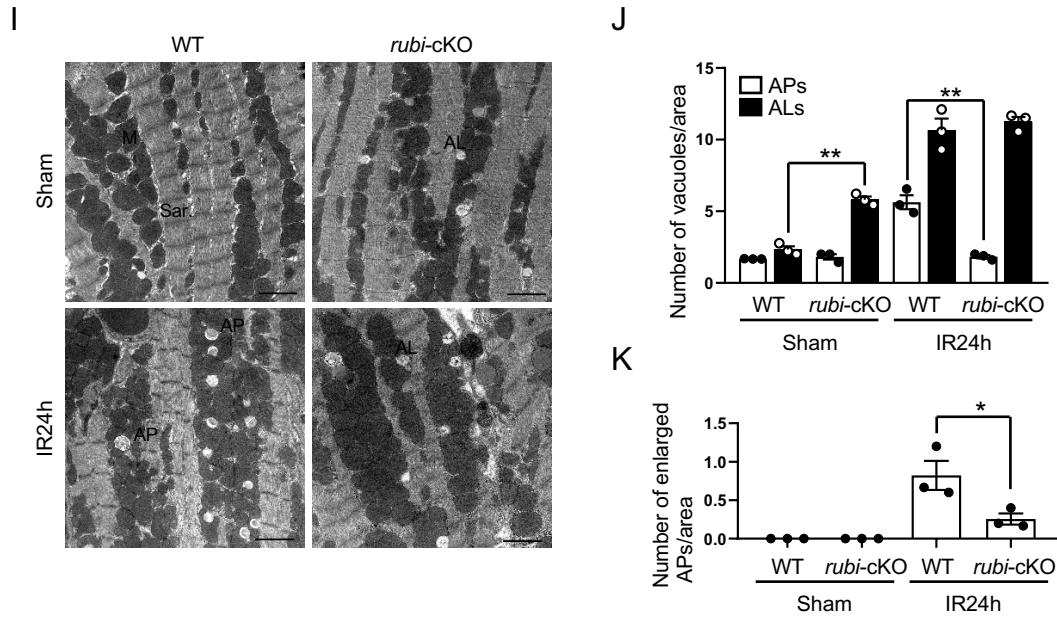 I
WT
rubi-cKO
Sham
M
Sar
AL
IR24h
AP
AP
AL
J
Number of vacuoles/area
15
10
5
0
APs
ALs
**
**
WT
rubi-cKO
WT
rubi-cKO
Sham
IR24h
K
Number of enlarged
APs/area
1.5
1.0
0.5
0.0
*
WT
rubi-cKO
WT
rubi-cKO
Sham
IR24h